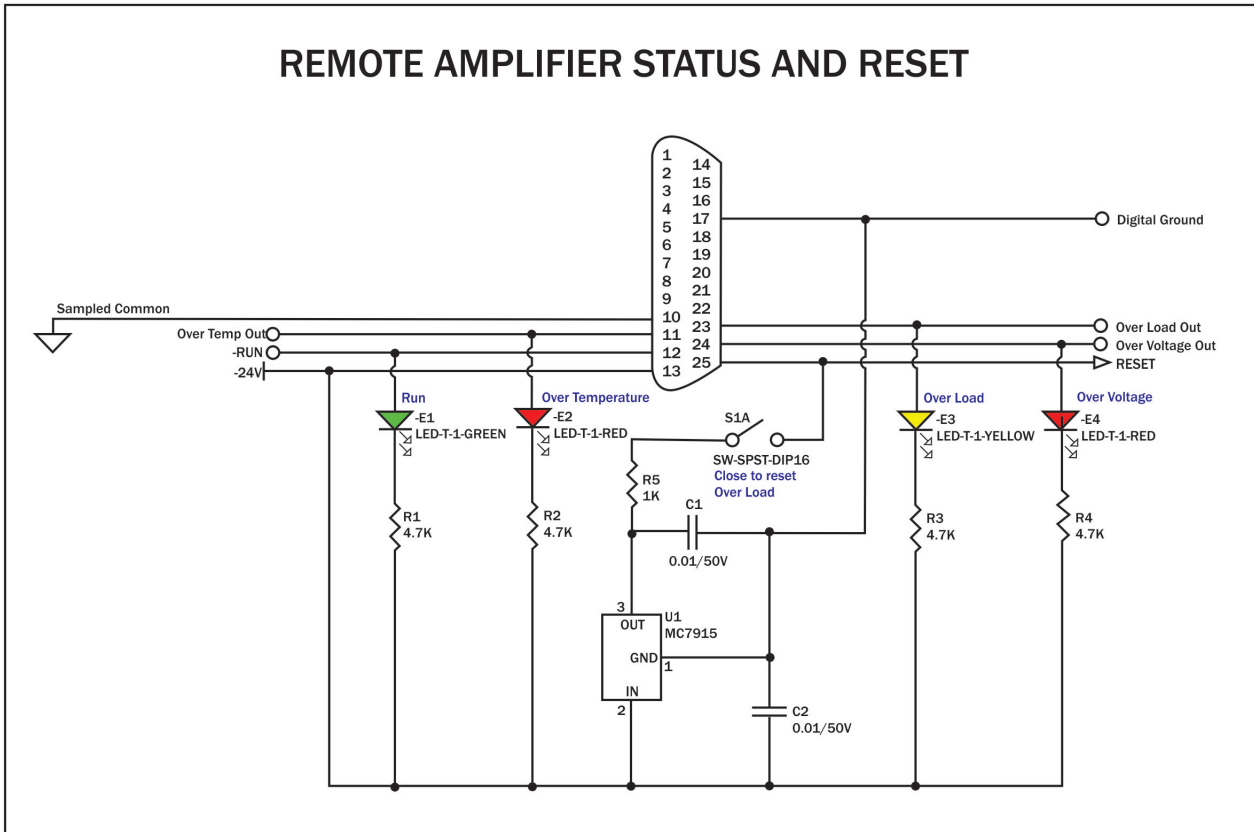 REMOTE AMPLIFIER STATUS AND RESET
1
2
3
4
5
6
7
8
9
10
11
12
13
14
15
16
17
18
19
20
21
22
23
24
25
Digital Ground
Sampled Common
Over Temp Out
-RUN
-24V
Over Load Out
Over Voltage Out
RESET
Run
-E1
LED-T-1-GREEN
Over Temperature
-E2
LED-T-1-RED
Over Load
-E3
LED-T-1-YELLOW
Over Voltage
-E4
LED-T-1-RED
S1A
SW-SPST-DIP16
Close to reset
Over Load
R5
1K
C1
0.01/50V
R1
4.7K
R2
4.7K
R3
4.7K
R4
4.7K
3
OUT
U1
MC7915
GND
1
IN
2
C2
0.01/50V